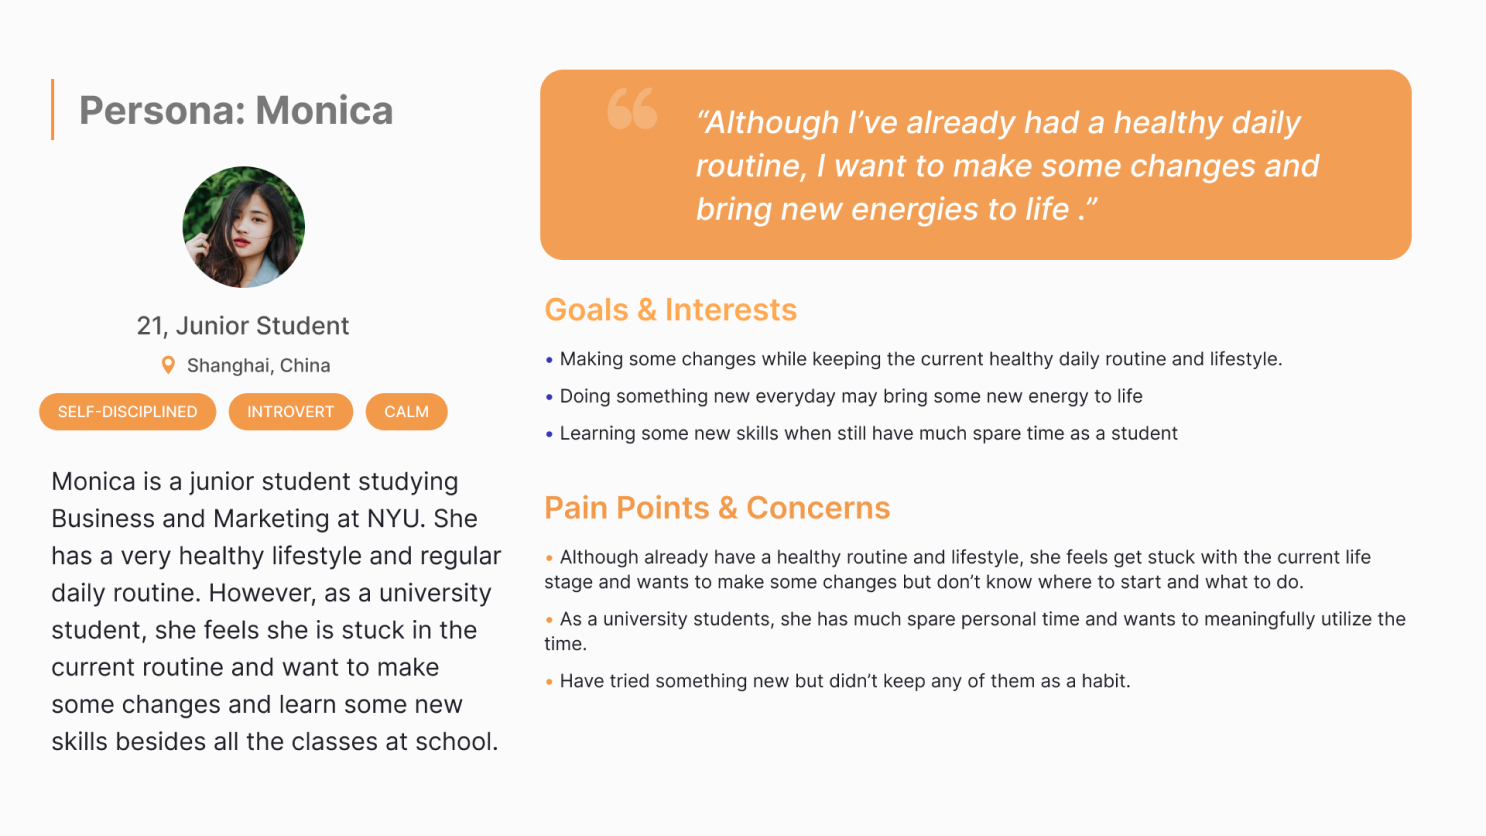 Persona: Monica
21, Junior Student
Shanghai, China
SELF-DISCIPLINED INTROVERT CALM
Monica is a junior student studying
Business and Marketing at NYU. She
has a very healthy lifestyle and regular
daily routine. However, as a university
student, she feels she is stuck in the
current routine and want to make
some changes and learn some new
skills besides all the classes at school.
“Although I’ve already had a healthy daily
routine, I want to make some changes and
bring new energies to life .”
Goals & Interests
• Making some changes while keeping the current healthy daily routine and lifestyle.
• Doing something new everyday may bring some new energy to life
• Learning some new skills when still have much spare time as a student
Pain Points & Concerns
• Although already have a healthy routine and lifestyle, she feels get stuck with the current life
stage and wants to make some changes but don’t know where to start and what to do.
• As a university students, she has much spare personal time and wants to meaningfully utilize the
time.
• Have tried something new but didn’t keep any of them as a habit.